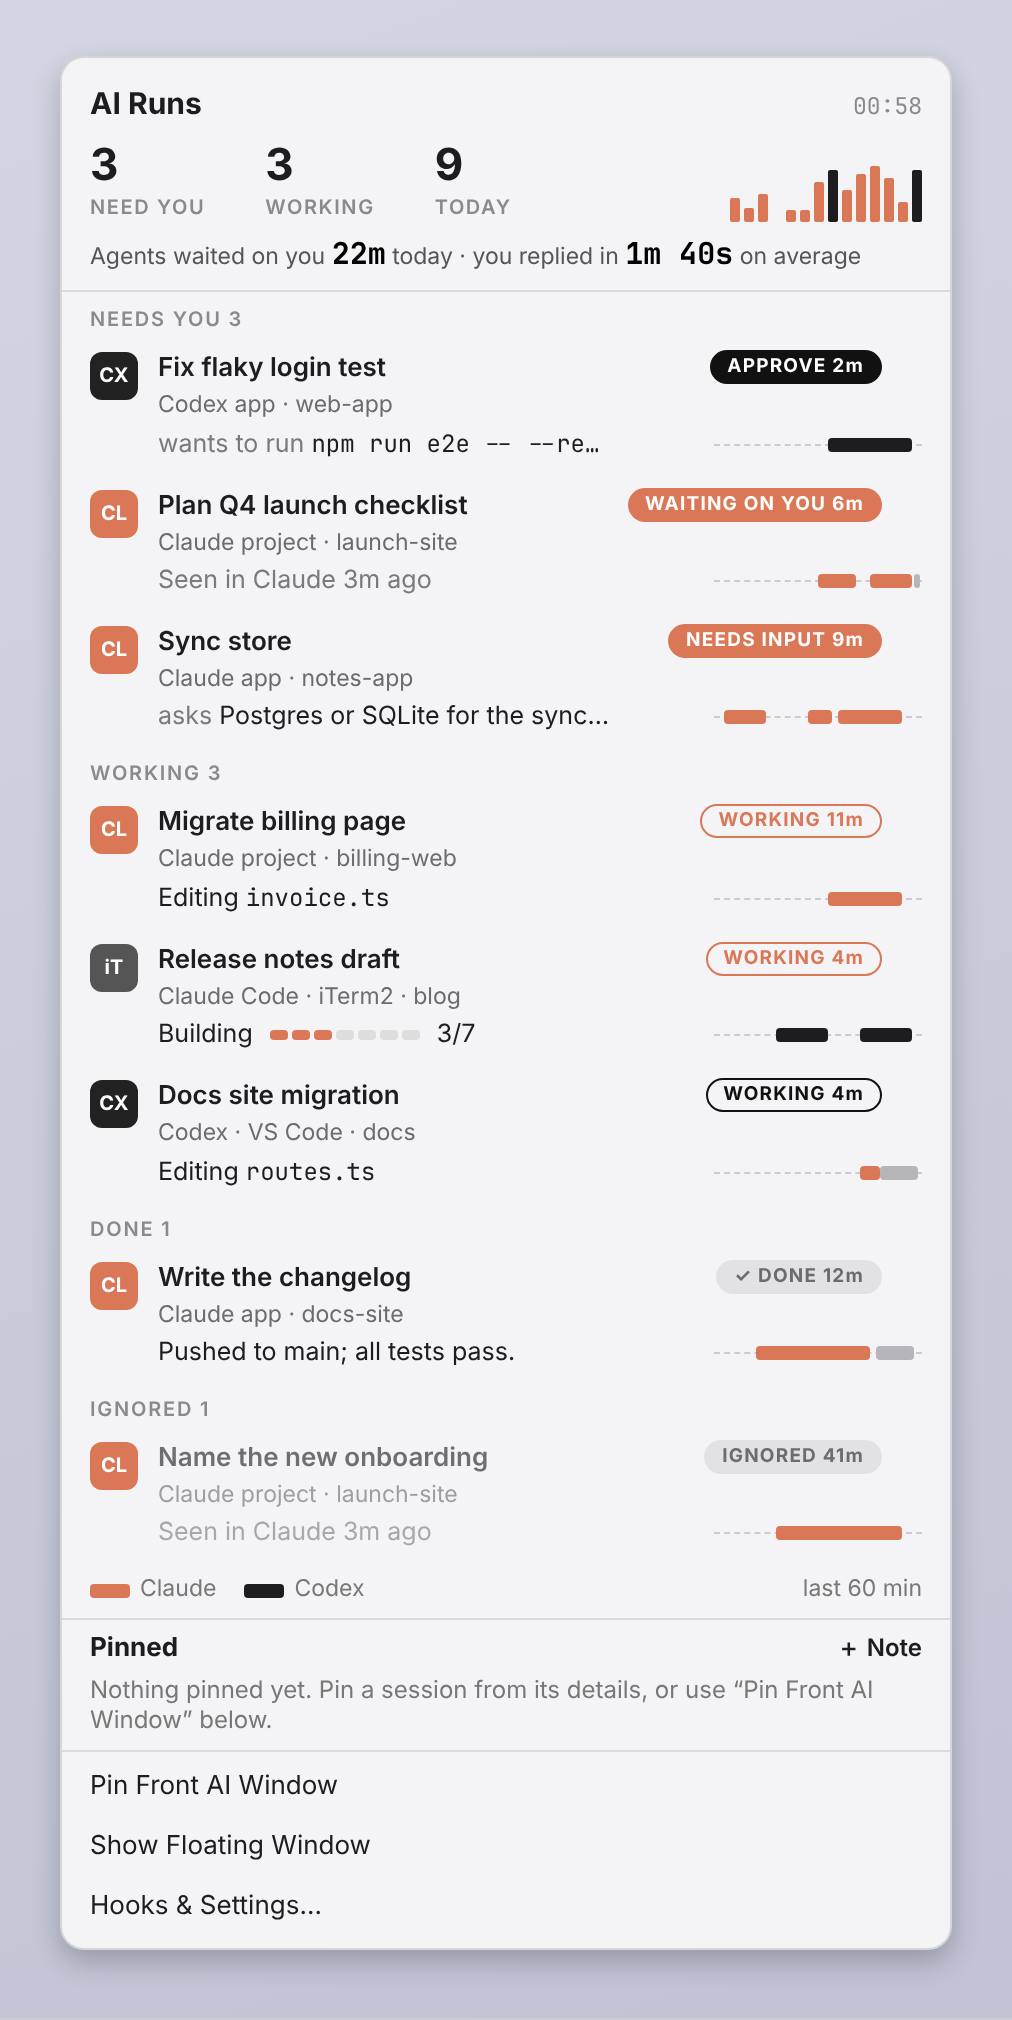 AI Runs
00:58
3 3 9
NEED YOU WORKING TODAY
Agents waited on you 22m today · you replied in 1m 40s on average
NEEDS YOU 3
CX Fix flaky login test APPROVE 2m
Codex app · web-app
wants to run npm run e2e -- --re…
CL Plan Q4 launch checklist WAITING ON YOU 6m
Claude project · launch-site
Seen in Claude 3m ago
CL Sync store NEEDS INPUT 9m
Claude app · notes-app
asks Postgres or SQLite for the sync…
WORKING 3
CL Migrate billing page WORKING 11m
Claude project · billing-web
Editing invoice.ts
iT Release notes draft WORKING 4m
Claude Code · iTerm2 · blog
Building 3/7
CX Docs site migration WORKING 4m
Codex · VS Code · docs
Editing routes.ts
DONE 1
CL Write the changelog ✓ DONE 12m
Claude app · docs-site
Pushed to main; all tests pass.
IGNORED 1
CL Name the new onboarding IGNORED 41m
Claude project · launch-site
Seen in Claude 3m ago
Claude Codex last 60 min
Pinned + Note
Nothing pinned yet. Pin a session from its details, or use “Pin Front AI
Window” below.
Pin Front AI Window
Show Floating Window
Hooks & Settings...